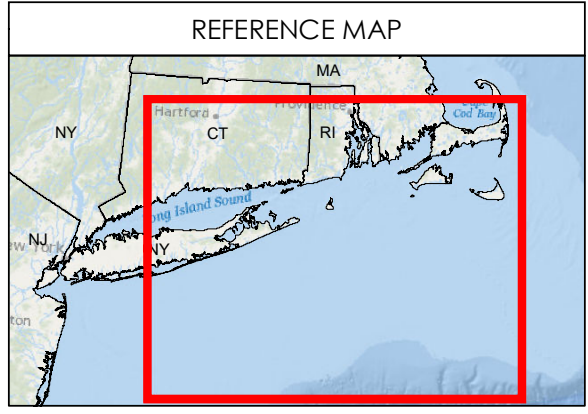 REFERENCE MAP
MA
Hartford
Providence
Cod Bay
NY
CT
RI
ong Island Sound
NJ
ew York
NY
ton